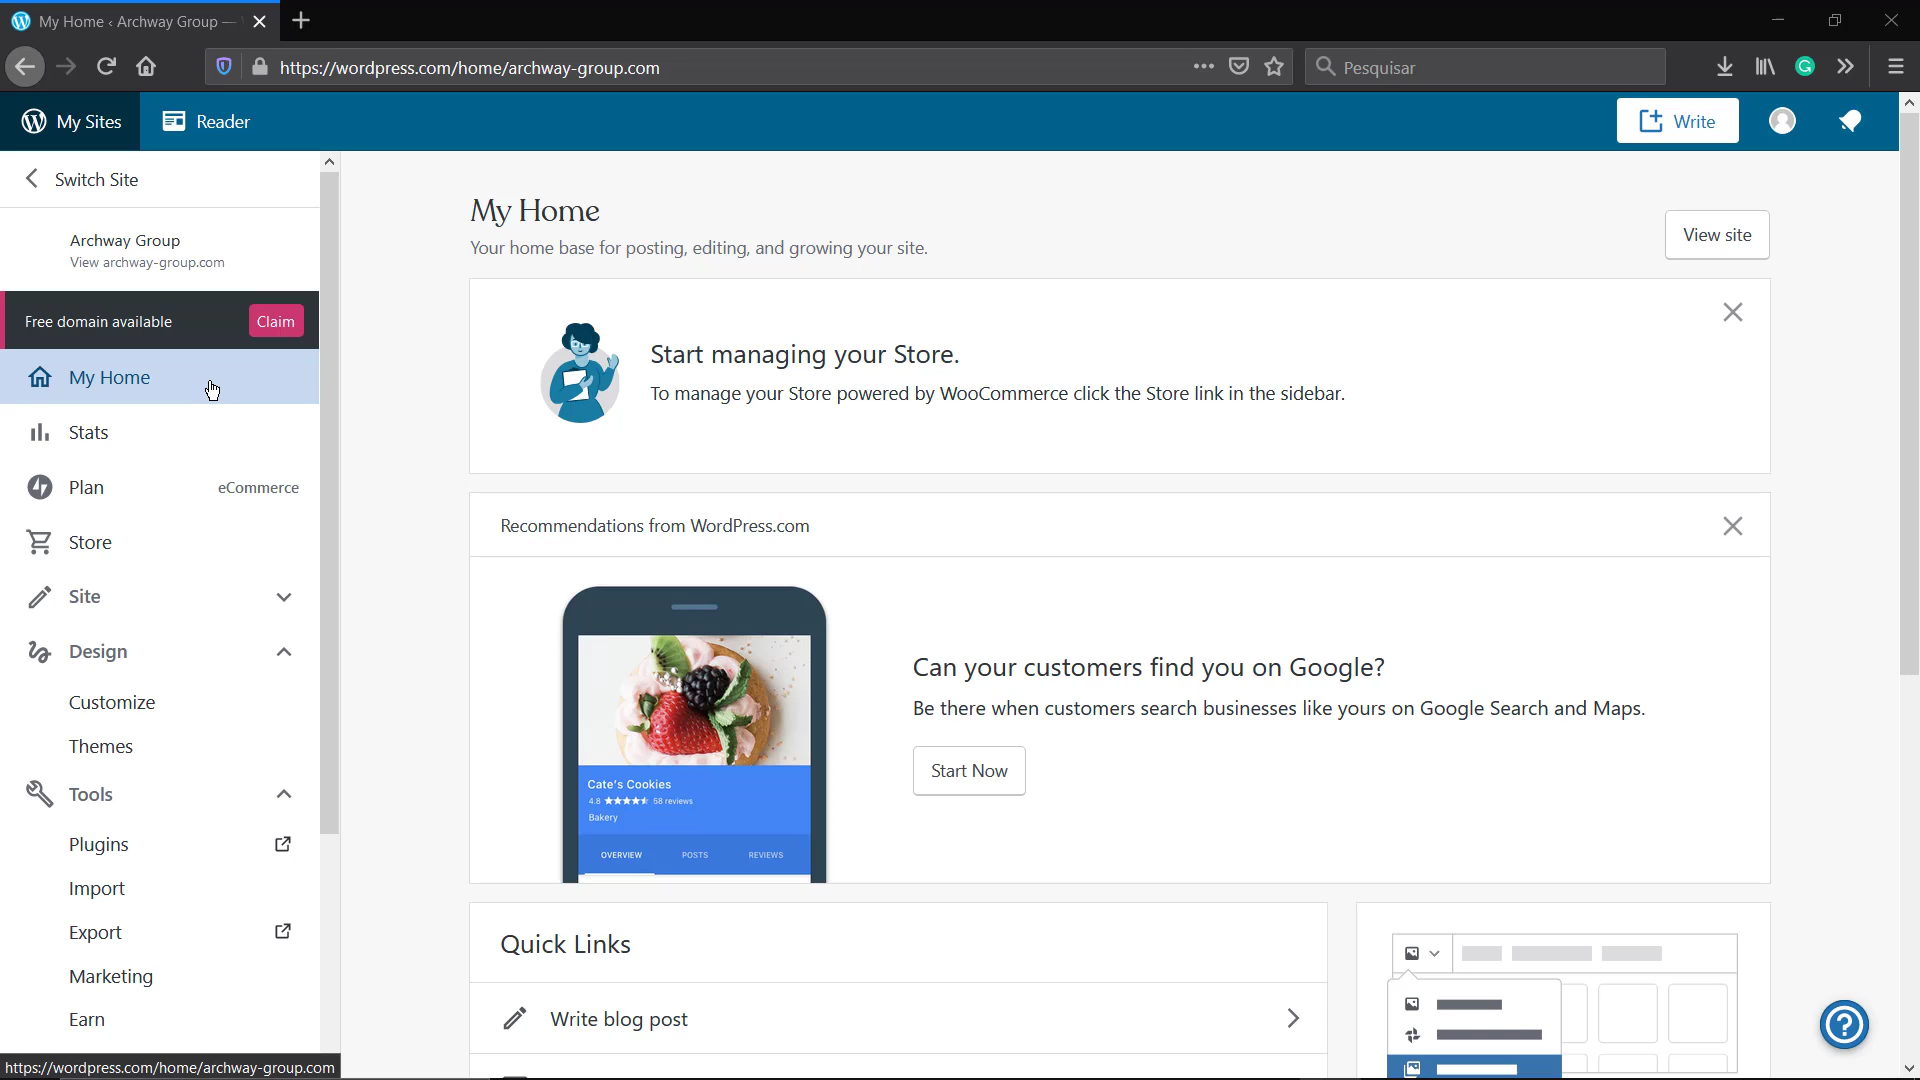 My Home ‹ Archway Group —
https://wordpress.com/home/archway-group.com
Pesquisar
My Sites
Reader
Write
Switch Site
Archway Group
View archway-group.com
Free domain available
Claim
My Home
Stats
Plan
eCommerce
Store
Site
Design
Customize
Themes
Tools
Plugins
Import
Export
Marketing
Earn
https://wordpress.com/home/archway-group.com
My Home
Your home base for posting, editing, and growing your site.
View site
Start managing your Store.
To manage your Store powered by WooCommerce click the Store link in the sidebar.
Recommendations from WordPress.com
Cate's Cookies
4.8 ★★★★★ 58 reviews
Bakery
OVERVIEW
POSTS
REVIEWS
Can your customers find you on Google?
Be there when customers search businesses like yours on Google Search and Maps.
Start Now
Quick Links
Write blog post